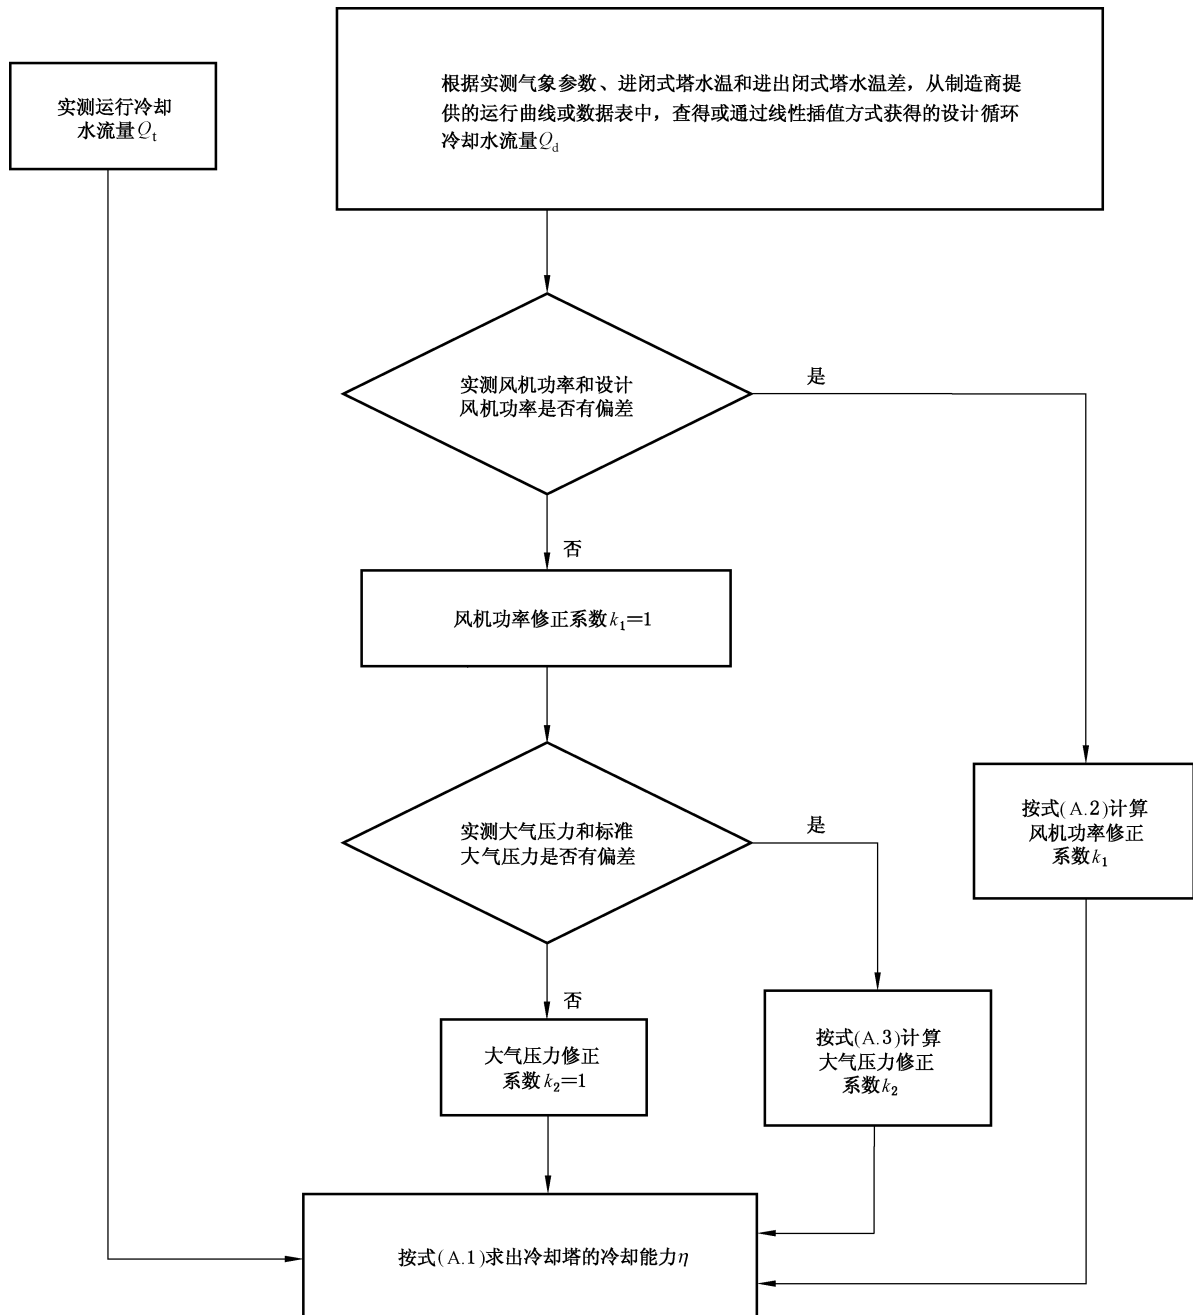 实测运行冷却
水流量Qt
根据实测气象参数、进闭式塔水温和进出闭式塔水温差，从制造商提
供的运行曲线或数据表中，查得或通过线性插值方式获得的设计循环
冷却水流量Qd
实测风机功率和设计
风机功率是否有偏差
是
否
风机功率修正系数k1=1
实测大气压力和标准
大气压力是否有偏差
是
按式(A.2)计算
风机功率修正
系数k1
否
大气压力修正
系数k2=1
按式(A.3)计算
大气压力修正
系数k2
按式(A.1)求出冷却塔的冷却能力η